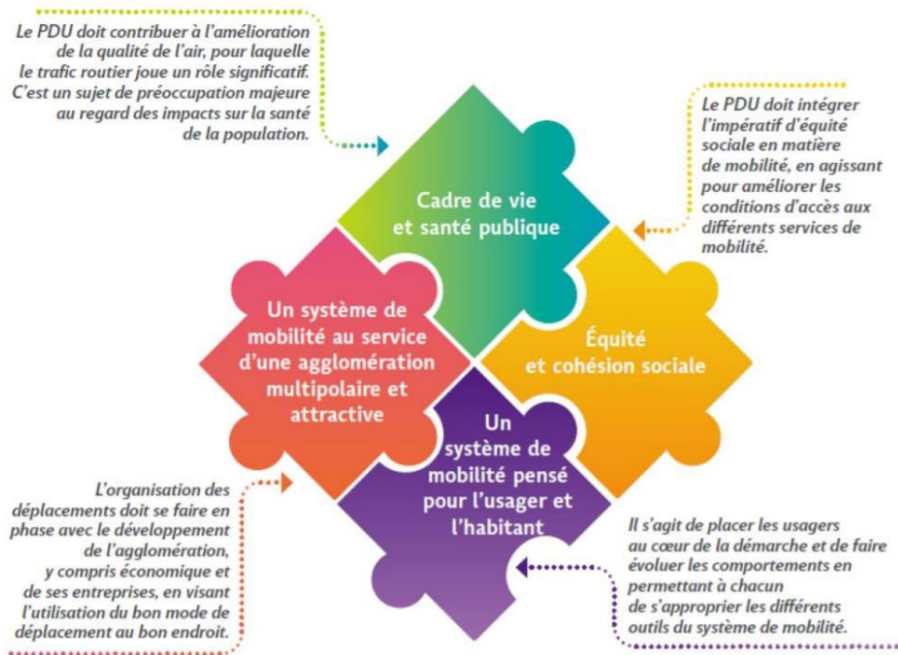 Le PDU doit contribuer à l'amélioration
de la qualité de l'air, pour laquelle
le trafic routier joue un rôle significatif.
C'est un sujet de préoccupation majeure
au regard des impacts sur la santé
de la population.
Le PDU doit intégrer
l'impératif d'équité
sociale en matière
de mobilité, en agissant
pour améliorer les
conditions d'accès aux
différents services de
mobilité.
Cadre de vie
et santé publique
Un système de
mobilité au service
d'une agglomération
multipolaire et
attractive
Équité
et cohésion sociale
Un
système de
mobilité pensé
pour l'usager et
l'habitant
L'organisation des
déplacements doit se faire en
phase avec le développement
de l'agglomération,
y compris économique et
de ses entreprises, en visant
l'utilisation du bon mode de
déplacement au bon endroit.
Il s'agit de placer les usagers
au cœur de la démarche et de faire
évoluer les comportements en
permettant à chacun
de s'approprier les différents
outils du système de mobilité.